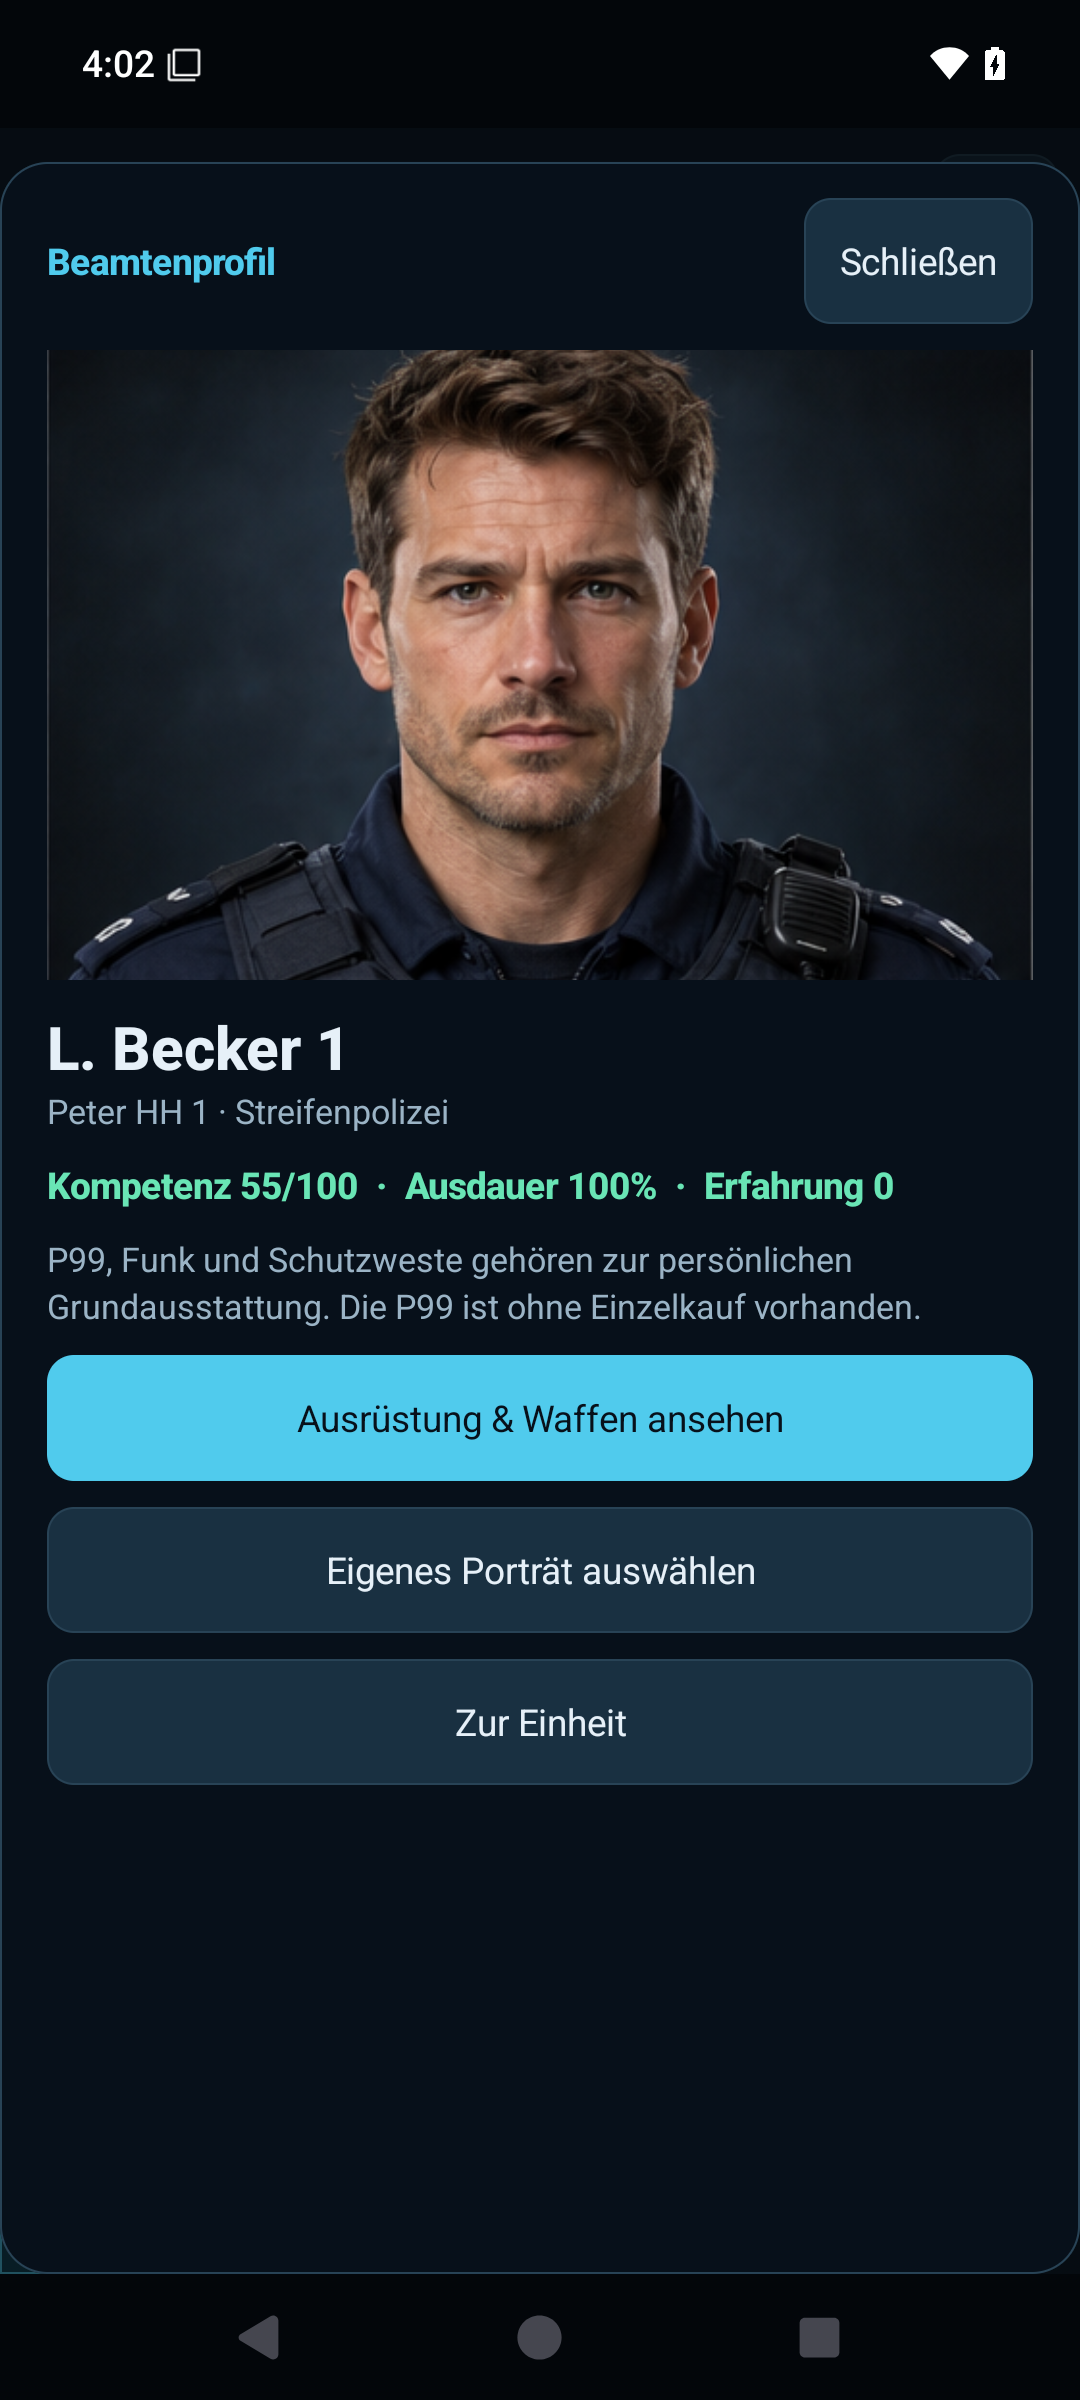 4:02
Beamtenprofil
Schließen
L. Becker 1
Peter HH 1 · Streifenpolizei
Kompetenz 55/100 · Ausdauer 100% · Erfahrung 0
P99, Funk und Schutzweste gehören zur persönlichen
Grundausstattung. Die P99 ist ohne Einzelkauf vorhanden.
Ausrüstung & Waffen ansehen
Eigenes Porträt auswählen
Zur Einheit